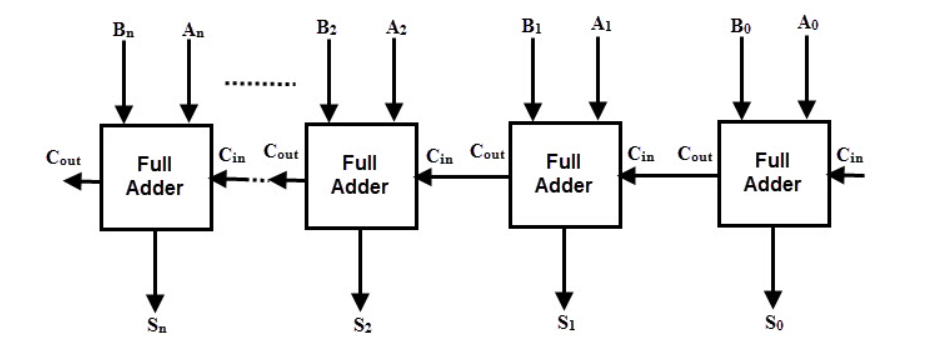 Bn An B2 A2 B1 A1 B0 A0
Cout Full Adder Cin Cout Full Adder Cin Cout Full Adder Cin Cout Full Adder Cin
Sn S2 S1 S0